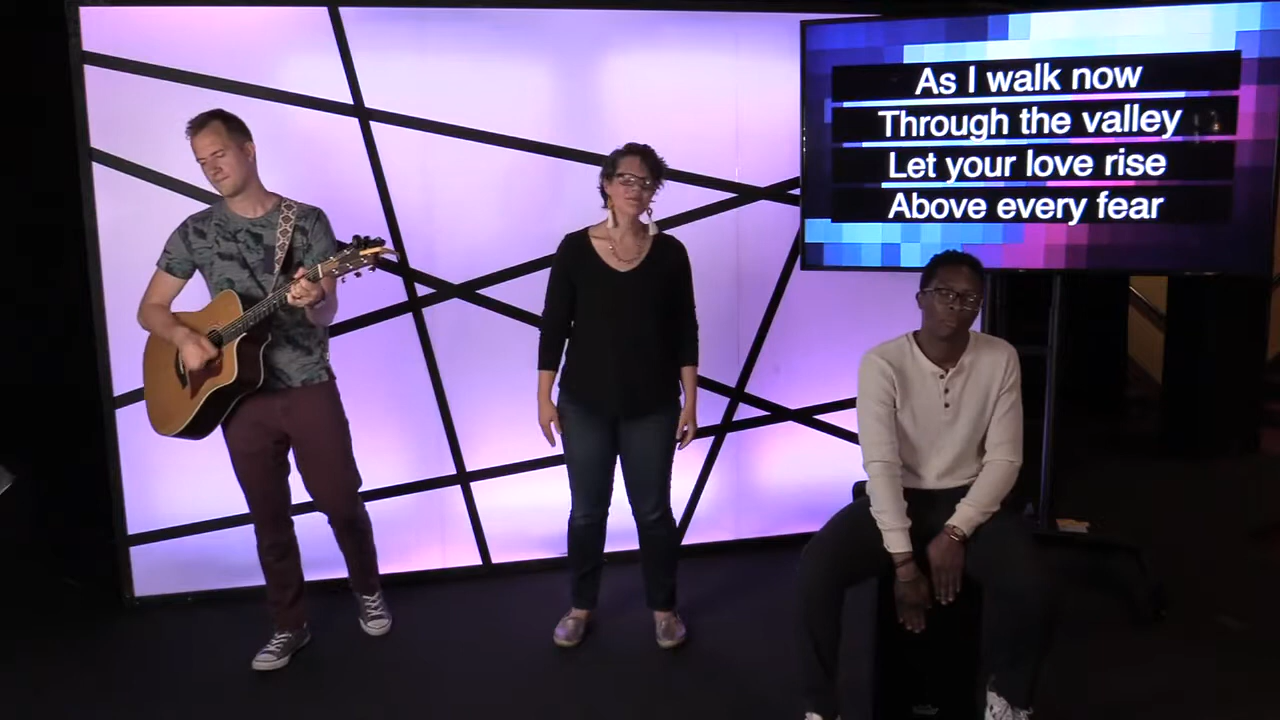 As I walk now
Through the valley
Let your love rise
Above every fear